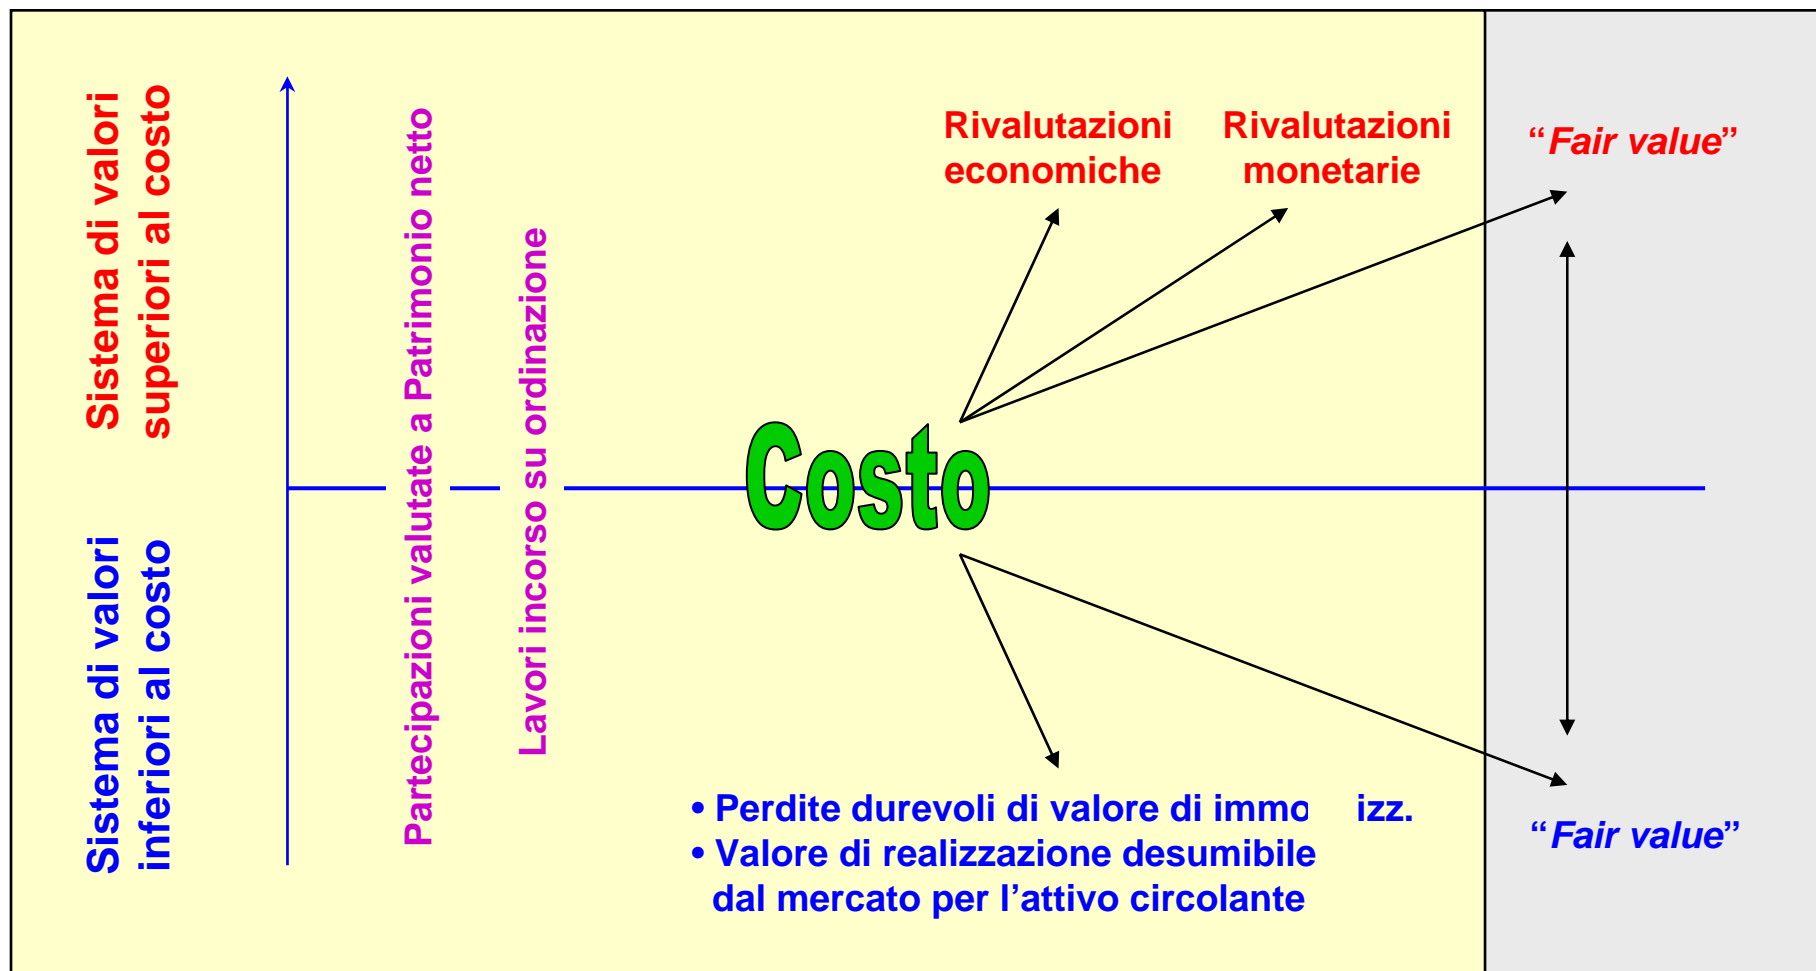 Sistema di valori
superiori al costo
Sistema di valori
inferiori al costo
Partecipazioni valutate a Patrimonio netto
Lavori incorso su ordinazione
Rivalutazioni
economiche
Rivalutazioni
monetarie
“Fair value”
Costo
• Perdite durevoli di valore di immo izz.
• Valore di realizzazione desumibile
dal mercato per l’attivo circolante
“Fair value”